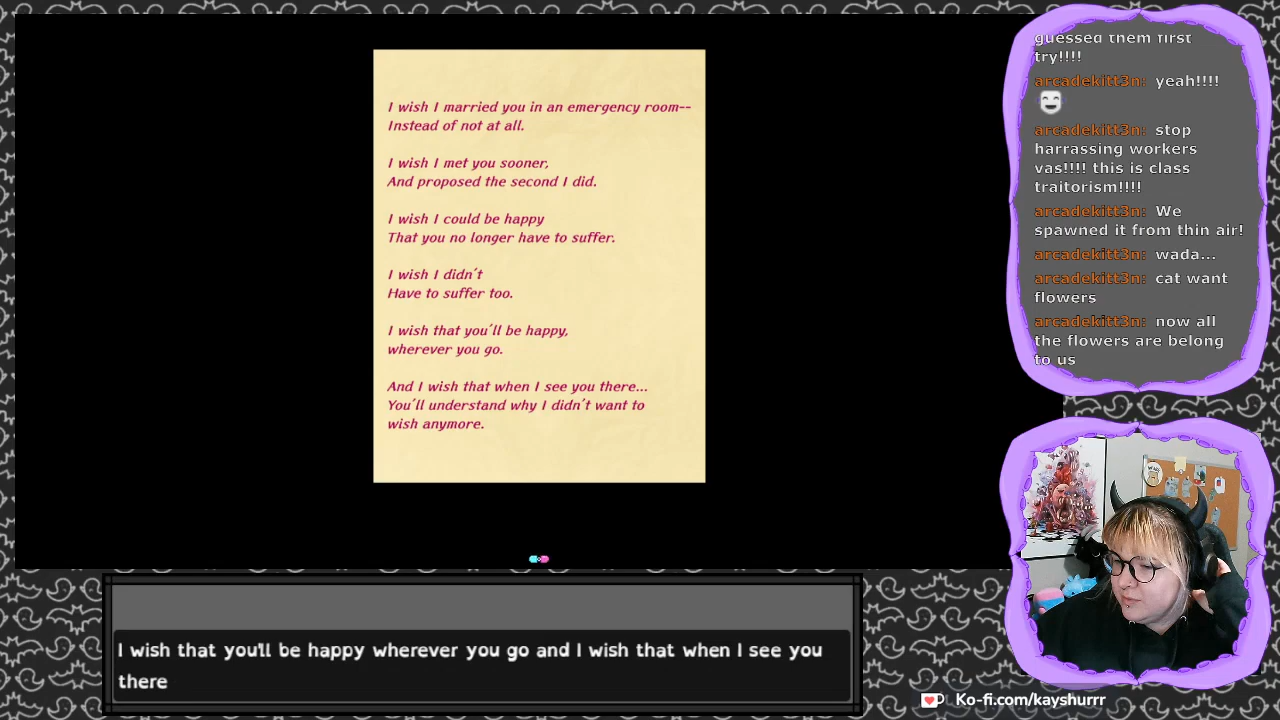 I wish I married you in an emergency room--
Instead of not at all.
I wish I met you sooner,
And proposed the second I did.
I wish I could be happy
That you no longer have to suffer.
I wish I didn't
Have to suffer too.
I wish that you'll be happy,
wherever you go.
And I wish that when I see you there...
You'll understand why I didn't want to
wish anymore.
guessed them first
try!!!!
arcadekitt3n: yeah!!!!
arcadekitt3n: stop
harrassing workers
vas!!!! this is class
traitorism!!!!
arcadekitt3n: We
spawned it from thin air!
arcadekitt3n: wada...
arcadekitt3n: cat want
flowers
arcadekitt3n: now all
the flowers are belong
to us
I wish that you'll be happy wherever you go and I wish that when I see you
there
Ko-fi.com/kayshurrr